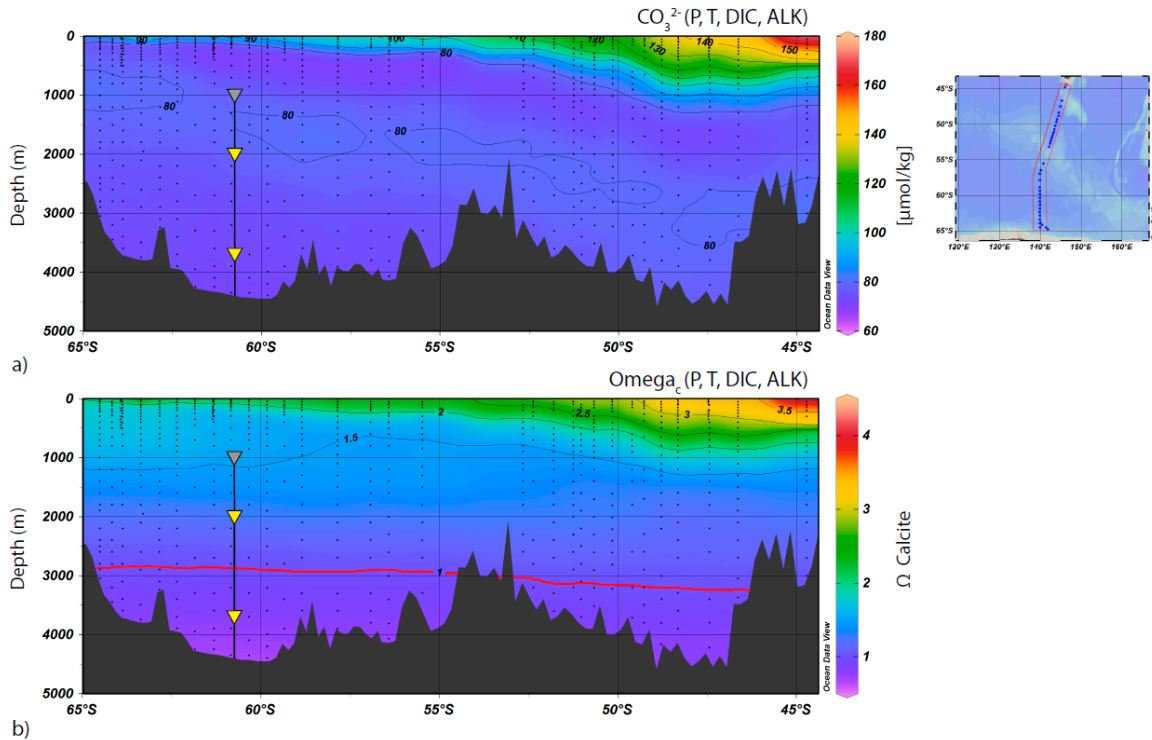 CO₃²⁻ (P, T, DIC, ALK)
80 90 100 110 120 130 140 150
80
80
80
80
80
80
0
1000
2000
3000
4000
5000
Depth (m)
65°S 60°S 55°S 50°S 45°S
Ocean Data View
180
160
140
120
100
80
60
[μmol/kg]
45°S
50°S
55°S
60°S
65°S
120°E 130°E 140°E 150°E 160°E
a)
Omega_c (P, T, DIC, ALK)
2 2.5 3 3.5
1.5
1
0
1000
2000
3000
4000
5000
Depth (m)
65°S 60°S 55°S 50°S 45°S
Ocean Data View
4
3
2
1
Ω Calcite
b)